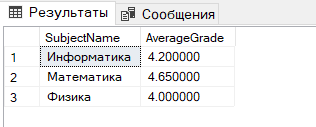 Результаты Сообщения
SubjectName AverageGrade
1 Информатика 4.200000
2 Математика 4.650000
3 Физика 4.000000